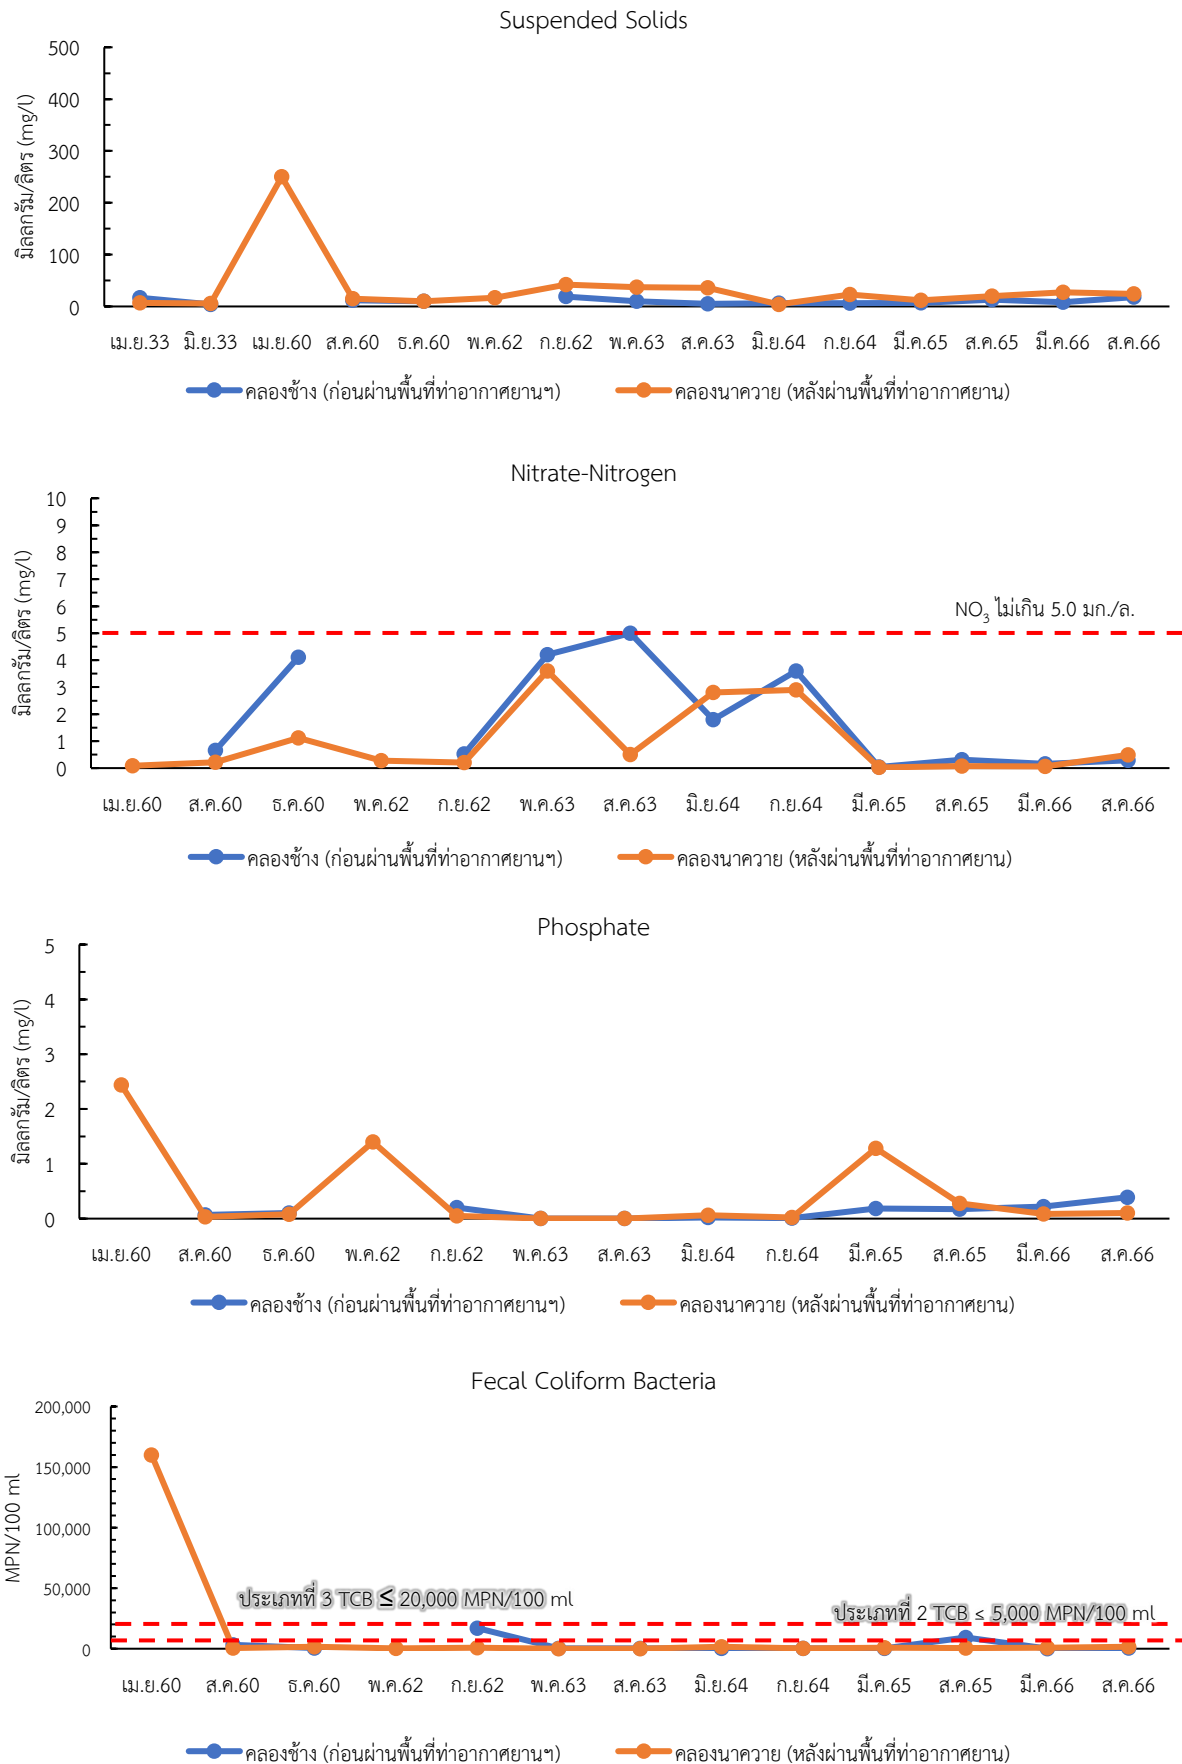 Suspended Solids
500
400
300
200
100
0
มิลลกรัม/ลิตร (mg/l)
เม.ย.33 มิ.ย.33 เม.ย.60 ส.ค.60 ธ.ค.60 พ.ค.62 ก.ย.62 พ.ค.63 ส.ค.63 มิ.ย.64 ก.ย.64 มี.ค.65 ส.ค.65 มี.ค.66 ส.ค.66
คลองช้าง (ก่อนผ่านพื้นที่ท่าอากาศยานฯ) คลองนาควาย (หลังผ่านพื้นที่ท่าอากาศยาน)
Nitrate-Nitrogen
10
9
8
7
6
5
4
3
2
1
0
มิลลกรัม/ลิตร (mg/l)
NO3 ไม่เกิน 5.0 มก./ล.
เม.ย.60 ส.ค.60 ธ.ค.60 พ.ค.62 ก.ย.62 พ.ค.63 ส.ค.63 มิ.ย.64 ก.ย.64 มี.ค.65 ส.ค.65 มี.ค.66 ส.ค.66
คลองช้าง (ก่อนผ่านพื้นที่ท่าอากาศยานฯ) คลองนาควาย (หลังผ่านพื้นที่ท่าอากาศยาน)
Phosphate
5
4
3
2
1
0
มิลลกรัม/ลิตร (mg/l)
เม.ย.60 ส.ค.60 ธ.ค.60 พ.ค.62 ก.ย.62 พ.ค.63 ส.ค.63 มิ.ย.64 ก.ย.64 มี.ค.65 ส.ค.65 มี.ค.66 ส.ค.66
คลองช้าง (ก่อนผ่านพื้นที่ท่าอากาศยานฯ) คลองนาควาย (หลังผ่านพื้นที่ท่าอากาศยาน)
Fecal Coliform Bacteria
200,000
150,000
100,000
50,000
0
MPN/100 ml
ประเภทที่ 3 TCB ≤ 20,000 MPN/100 ml
ประเภทที่ 2 TCB ≤ 5,000 MPN/100 ml
เม.ย.60 ส.ค.60 ธ.ค.60 พ.ค.62 ก.ย.62 พ.ค.63 ส.ค.63 มิ.ย.64 ก.ย.64 มี.ค.65 ส.ค.65 มี.ค.66 ส.ค.66
คลองช้าง (ก่อนผ่านพื้นที่ท่าอากาศยานฯ) คลองนาควาย (หลังผ่านพื้นที่ท่าอากาศยาน)